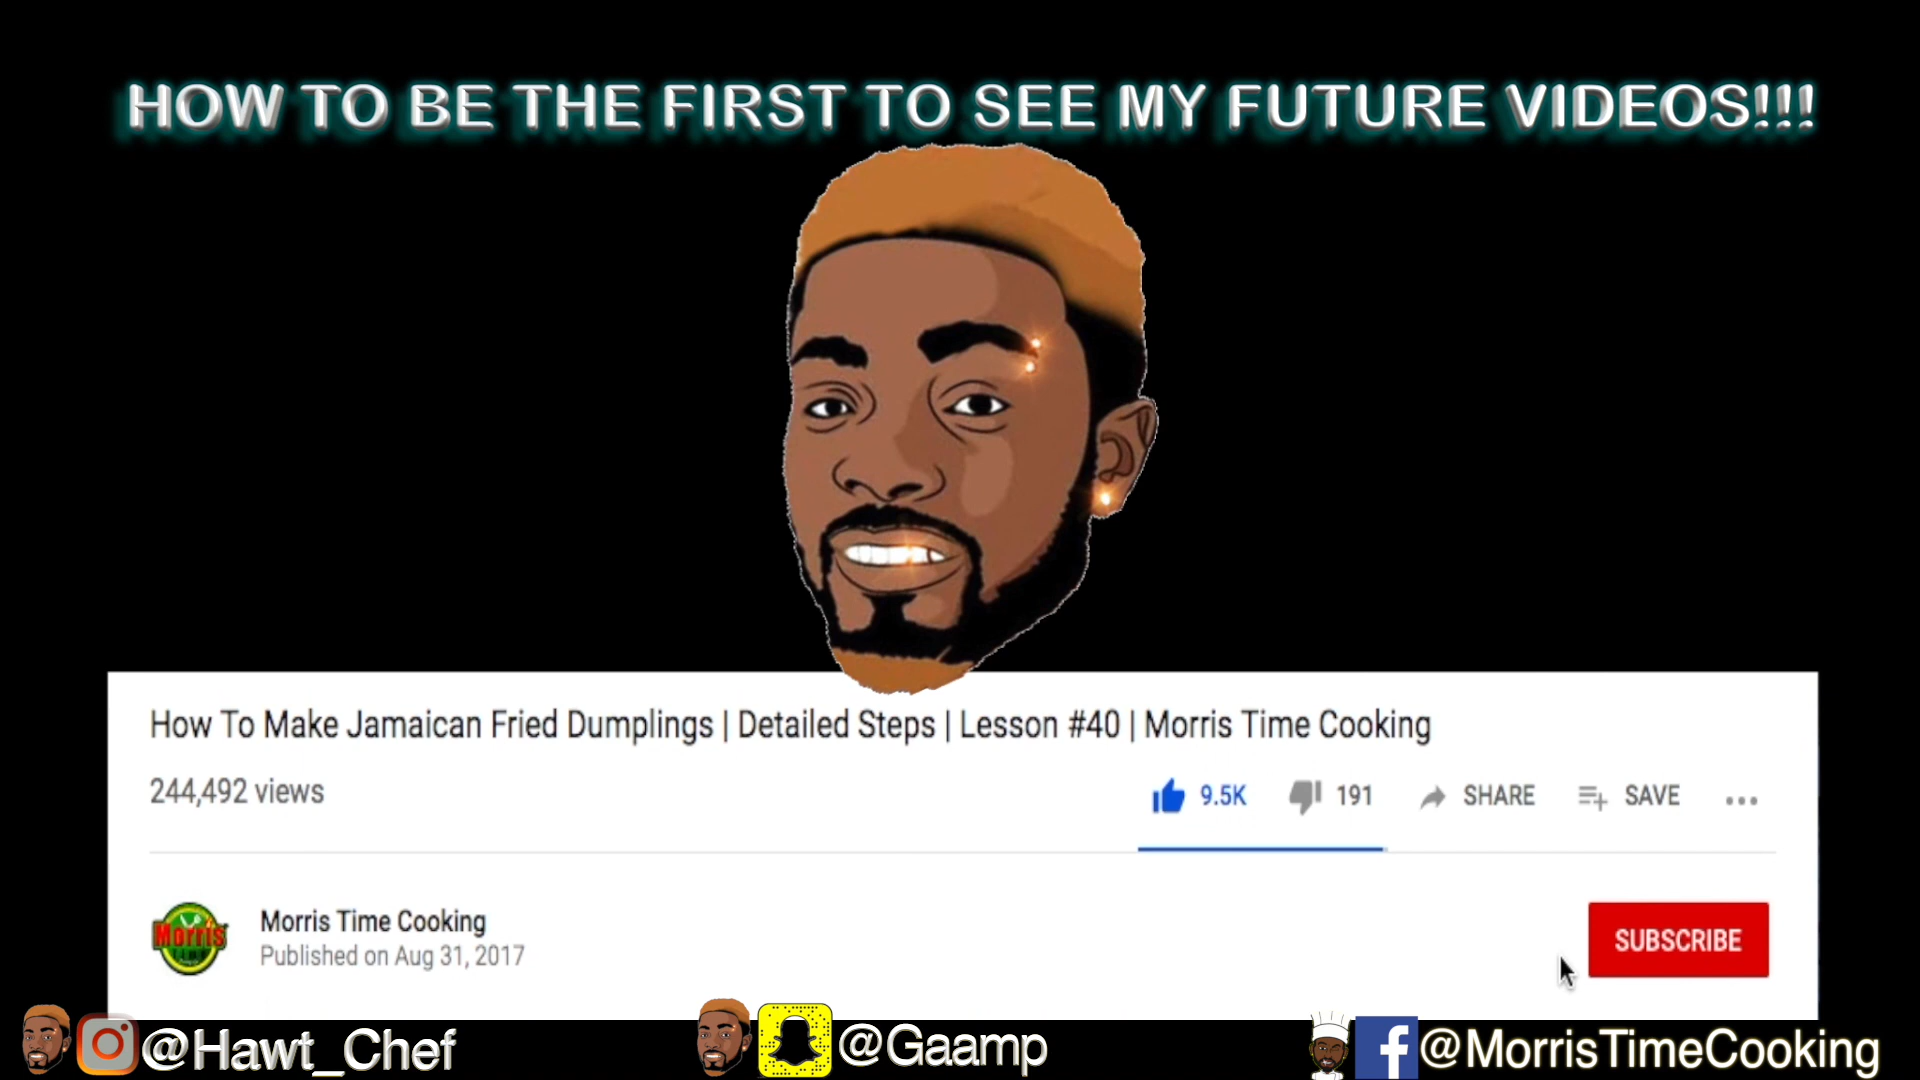 HOW TO BE THE FIRST TO SEE MY FUTURE VIDEOS!!!
How To Make Jamaican Fried Dumplings | Detailed Steps | Lesson #40 | Morris Time Cooking
244,492 views
9.5K 191 SHARE SAVE
Morris
Morris Time Cooking
Published on Aug 31, 2017
SUBSCRIBE
@Hawt_Chef @Gaamp @MorrisTimeCooking